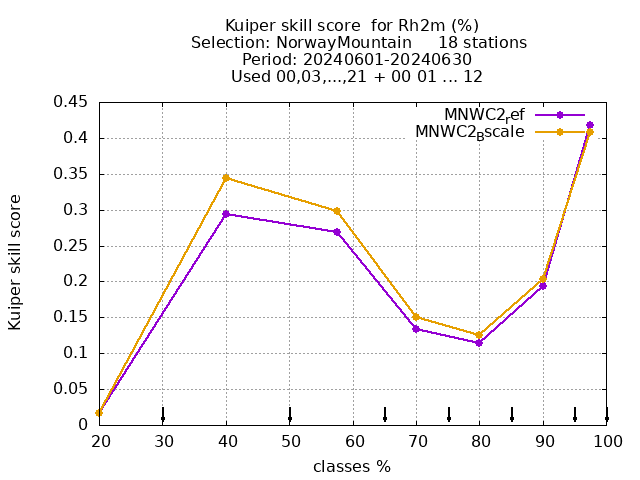 Kuiper skill score  for Rh2m (%)
Selection: NorwayMountain     18 stations
Period: 20240601-20240630
Used 00,03,...,21 + 00 01 ... 12
MNWC2ref
MNWC2Bscale
0.45
0.4
0.35
0.3
0.25
0.2
0.15
0.1
0.05
0
Kuiper skill score
20 30 40 50 60 70 80 90 100
classes %